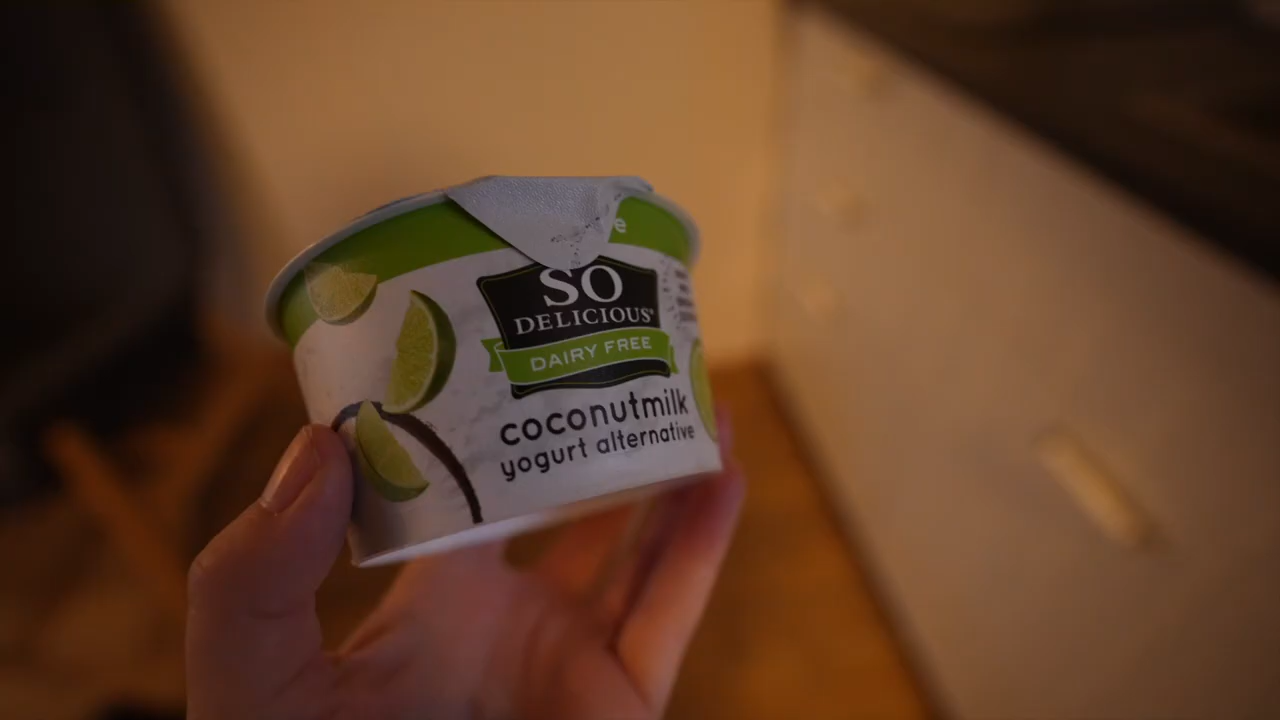 e
SO
DELICIOUS®
DAIRY FREE
coconutmilk
yogurt alternative